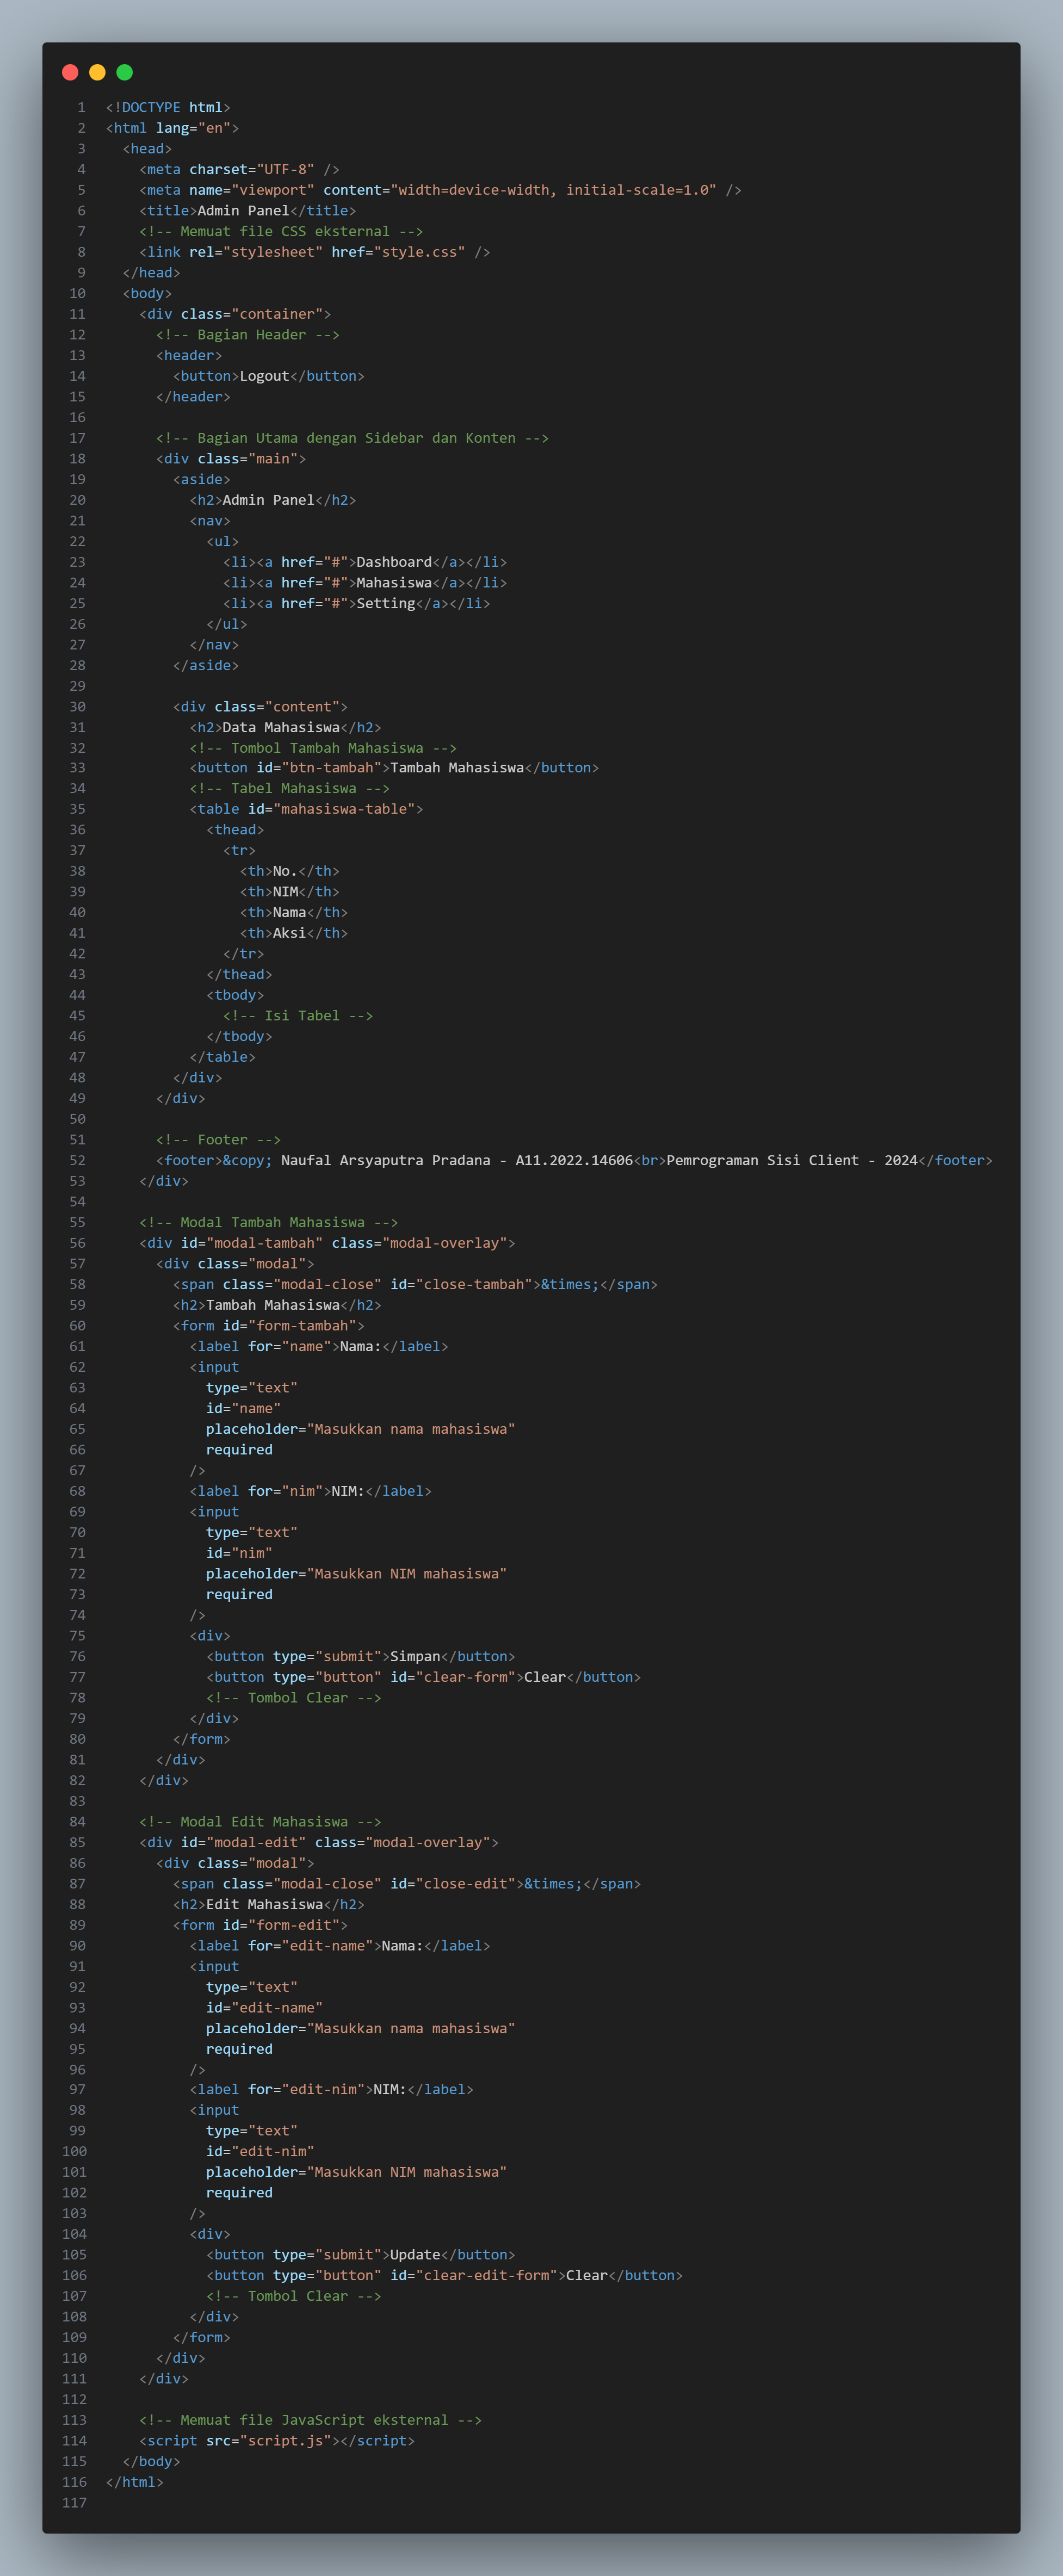 1 <!DOCTYPE html>
2 <html lang="en">
3   <head>
4     <meta charset="UTF-8" />
5     <meta name="viewport" content="width=device-width, initial-scale=1.0" />
6     <title>Admin Panel</title>
7     <!-- Memuat file CSS eksternal -->
8     <link rel="stylesheet" href="style.css" />
9   </head>
10   <body>
11     <div class="container">
12       <!-- Bagian Header -->
13       <header>
14         <button>Logout</button>
15       </header>
16
17       <!-- Bagian Utama dengan Sidebar dan Konten -->
18       <div class="main">
19         <aside>
20           <h2>Admin Panel</h2>
21           <nav>
22             <ul>
23               <li><a href="#">Dashboard</a></li>
24               <li><a href="#">Mahasiswa</a></li>
25               <li><a href="#">Setting</a></li>
26             </ul>
27           </nav>
28         </aside>
29
30         <div class="content">
31           <h2>Data Mahasiswa</h2>
32           <!-- Tombol Tambah Mahasiswa -->
33           <button id="btn-tambah">Tambah Mahasiswa</button>
34           <!-- Tabel Mahasiswa -->
35           <table id="mahasiswa-table">
36             <thead>
37               <tr>
38                 <th>No.</th>
39                 <th>NIM</th>
40                 <th>Nama</th>
41                 <th>Aksi</th>
42               </tr>
43             </thead>
44             <tbody>
45               <!-- Isi Tabel -->
46             </tbody>
47           </table>
48         </div>
49       </div>
50
51       <!-- Footer -->
52       <footer>&copy; Naufal Arsyaputra Pradana - A11.2022.14606<br>Pemrograman Sisi Client - 2024</footer>
53     </div>
54
55     <!-- Modal Tambah Mahasiswa -->
56     <div id="modal-tambah" class="modal-overlay">
57       <div class="modal">
58         <span class="modal-close" id="close-tambah">&times;</span>
59         <h2>Tambah Mahasiswa</h2>
60         <form id="form-tambah">
61           <label for="name">Nama:</label>
62           <input
63             type="text"
64             id="name"
65             placeholder="Masukkan nama mahasiswa"
66             required
67           />
68           <label for="nim">NIM:</label>
69           <input
70             type="text"
71             id="nim"
72             placeholder="Masukkan NIM mahasiswa"
73             required
74           />
75           <div>
76             <button type="submit">Simpan</button>
77             <button type="button" id="clear-form">Clear</button>
78             <!-- Tombol Clear -->
79           </div>
80         </form>
81       </div>
82     </div>
83
84     <!-- Modal Edit Mahasiswa -->
85     <div id="modal-edit" class="modal-overlay">
86       <div class="modal">
87         <span class="modal-close" id="close-edit">&times;</span>
88         <h2>Edit Mahasiswa</h2>
89         <form id="form-edit">
90           <label for="edit-name">Nama:</label>
91           <input
92             type="text"
93             id="edit-name"
94             placeholder="Masukkan nama mahasiswa"
95             required
96           />
97           <label for="edit-nim">NIM:</label>
98           <input
99             type="text"
100             id="edit-nim"
101             placeholder="Masukkan NIM mahasiswa"
102             required
103           />
104           <div>
105             <button type="submit">Update</button>
106             <button type="button" id="clear-edit-form">Clear</button>
107             <!-- Tombol Clear -->
108           </div>
109         </form>
110       </div>
111     </div>
112
113     <!-- Memuat file JavaScript eksternal -->
114     <script src="script.js"></script>
115   </body>
116 </html>
117